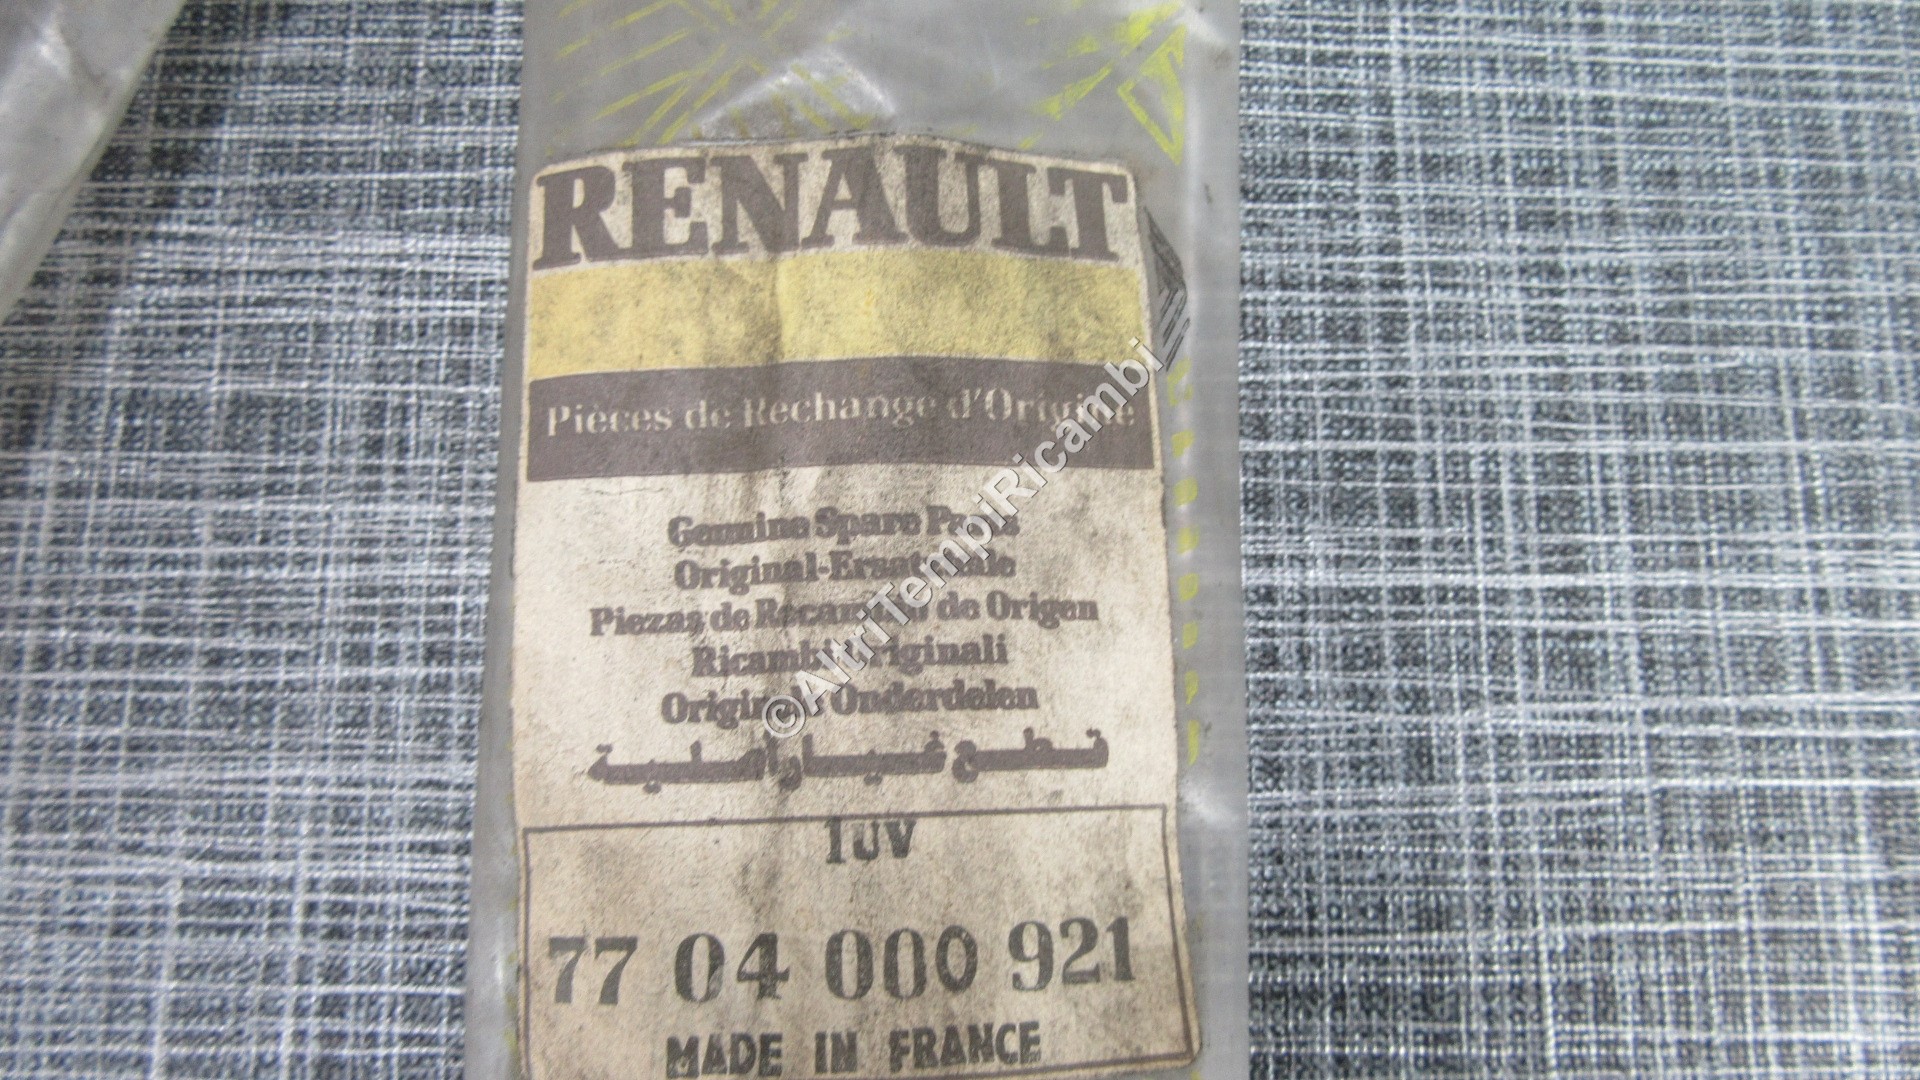 RENAULT
Pièces de Rechange d'Origine
Genuine Spare Parts
Original-Ersatzteile
Piezas de Recambio de Origen
Ricambi Originali
Originele Onderdelen
قطع غيار أصلية
1UV
77 04 000 921
MADE IN FRANCE
©AltriTempiRicambi